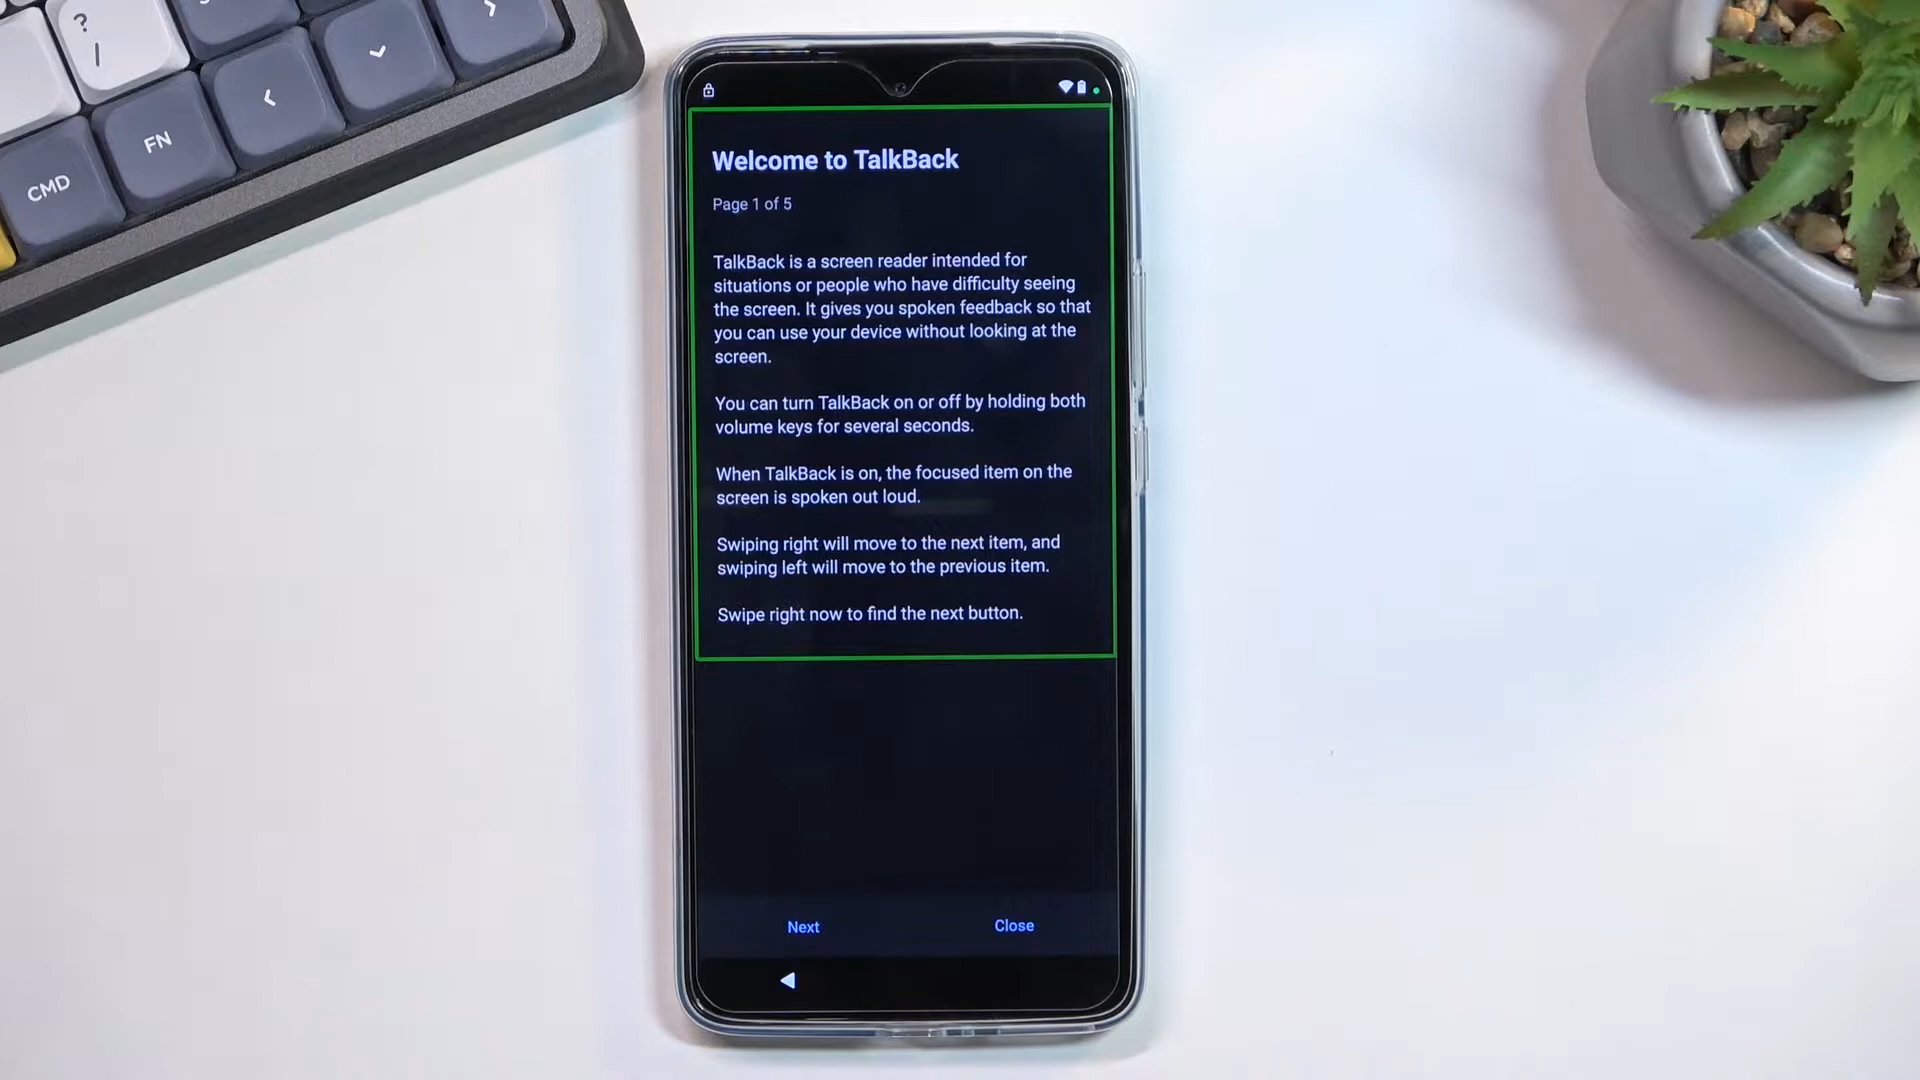 ?
/
FN
CMD
Welcome to TalkBack
Page 1 of 5
TalkBack is a screen reader intended for
situations or people who have difficulty seeing
the screen. It gives you spoken feedback so that
you can use your device without looking at the
screen.
You can turn TalkBack on or off by holding both
volume keys for several seconds.
When TalkBack is on, the focused item on the
screen is spoken out loud.
Swiping right will move to the next item, and
swiping left will move to the previous item.
Swipe right now to find the next button.
Next Close